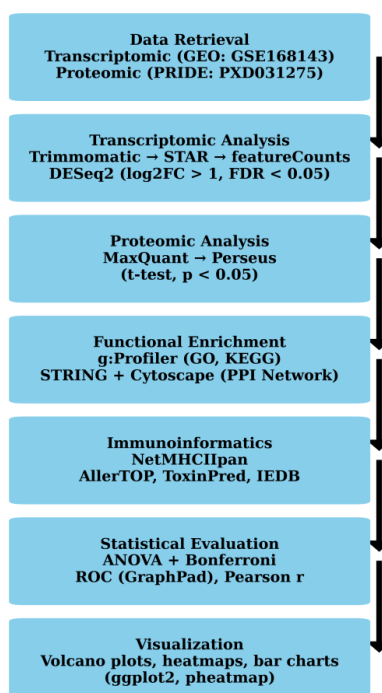 Data Retrieval
Transcriptomic (GEO: GSE168143)
Proteomic (PRIDE: PXD031275)
Transcriptomic Analysis
Trimmomatic → STAR → featureCounts
DESeq2 (log2FC > 1, FDR < 0.05)
Proteomic Analysis
MaxQuant → Perseus
(t-test, p < 0.05)
Functional Enrichment
g:Profiler (GO, KEGG)
STRING + Cytoscape (PPI Network)
Immunoinformatics
NetMHCIIpan
AllerTOP, ToxinPred, IEDB
Statistical Evaluation
ANOVA + Bonferroni
ROC (GraphPad), Pearson r
Visualization
Volcano plots, heatmaps, bar charts
(ggplot2, pheatmap)